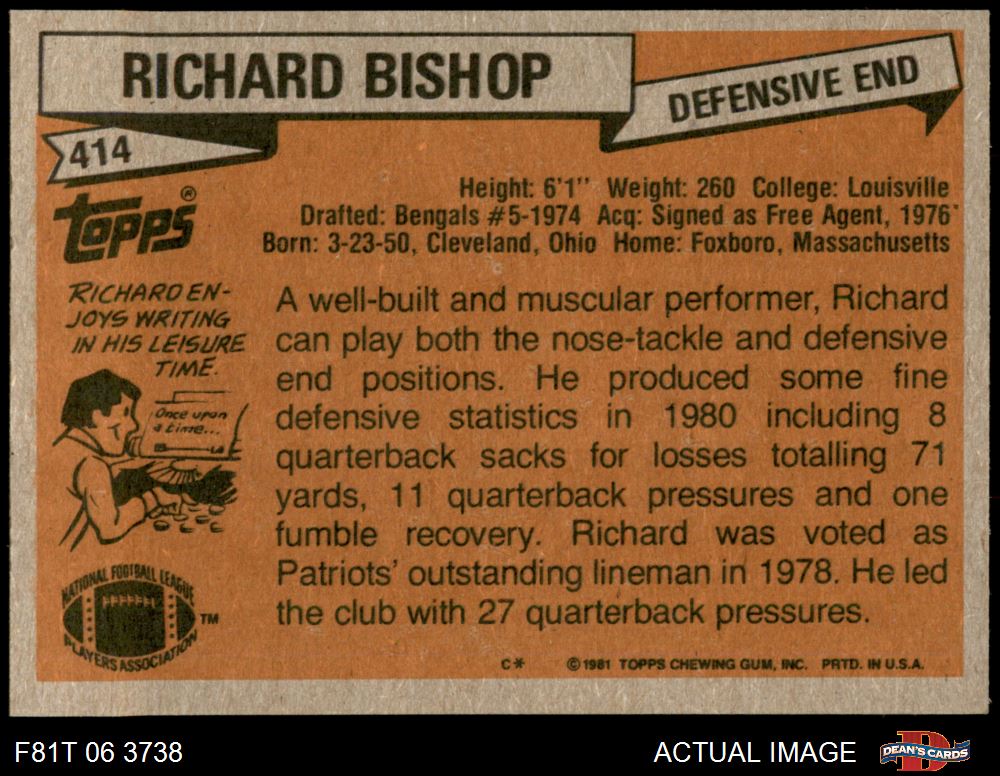 RICHARD BISHOP
DEFENSIVE END
414
TOPPS®
Height: 6'1" Weight: 260 College: Louisville
Drafted: Bengals #5-1974 Acq: Signed as Free Agent, 1976
Born: 3-23-50, Cleveland, Ohio Home: Foxboro, Massachusetts
RICHARD EN-
JOYS WRITING
IN HIS LEISURE
TIME.
Once upon
a time...
A well-built and muscular performer, Richard
can play both the nose-tackle and defensive
end positions. He produced some fine
defensive statistics in 1980 including 8
quarterback sacks for losses totalling 71
yards, 11 quarterback pressures and one
fumble recovery. Richard was voted as
Patriots' outstanding lineman in 1978. He led
the club with 27 quarterback pressures.
NATIONAL FOOTBALL LEAGUE
PLAYERS ASSOCIATION
TM
C* ©1981 TOPPS CHEWING GUM, INC. PRTD. IN U.S.A.
F81T 06 3738
ACTUAL IMAGE
D
DEAN'S CARDS